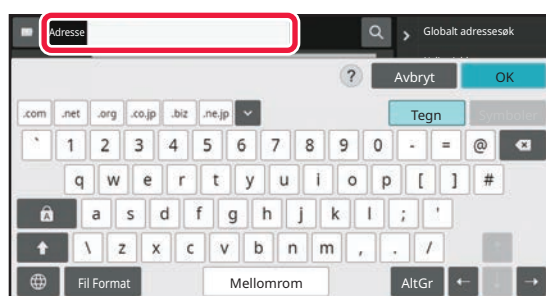 Adresse
Globalt adressesøk
? Avbryt OK
.com .net .org .co.jp .biz .ne.jp Tegn Symboler
` 1 2 3 4 5 6 7 8 9 0 - = @
q w e r t y u i o p [ ] #
A a s d f g h j k l ; '
\ z x c v b n m , . /
Fil Format Mellomrom AltGr